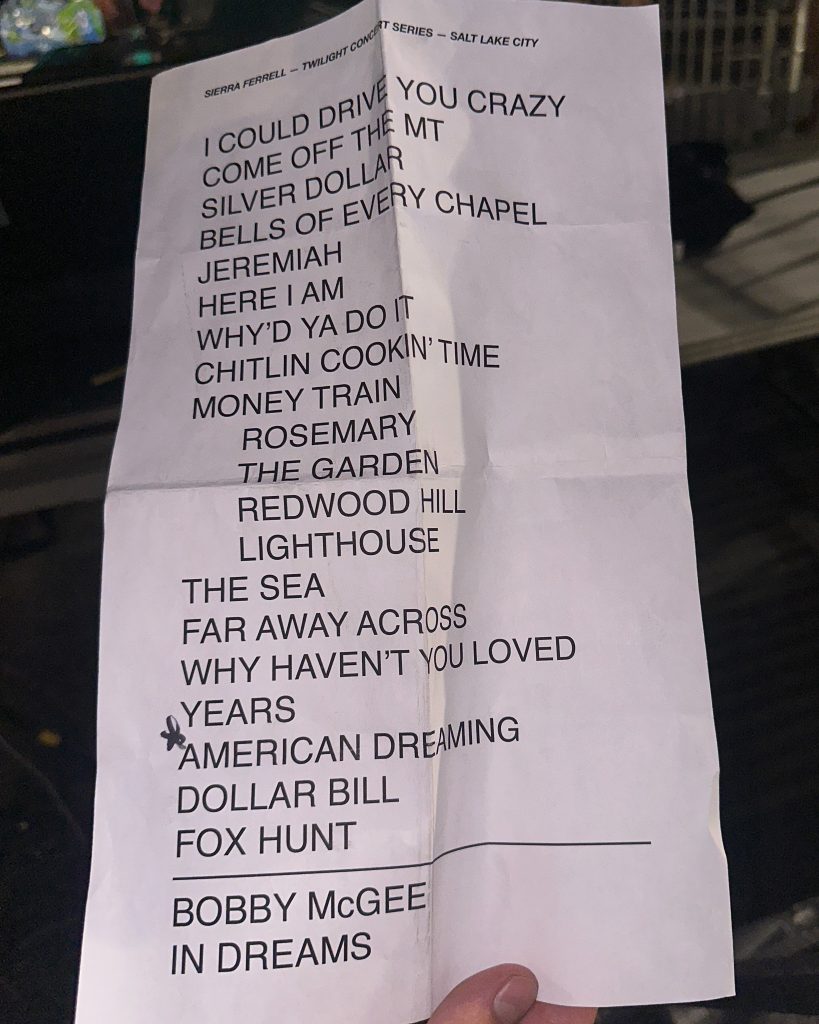 SIERRA FERRELL – TWILIGHT CONCERT SERIES – SALT LAKE CITY
I COULD DRIVE YOU CRAZY
COME OFF THE MT
SILVER DOLLAR
BELLS OF EVERY CHAPEL
JEREMIAH
HERE I AM
WHY'D YA DO IT
CHITLIN COOKIN' TIME
MONEY TRAIN
ROSEMARY
THE GARDEN
REDWOOD HILL
LIGHTHOUSE
THE SEA
FAR AWAY ACROSS
WHY HAVEN'T YOU LOVED
YEARS
* AMERICAN DREAMING
DOLLAR BILL
FOX HUNT
BOBBY McGEE
IN DREAMS